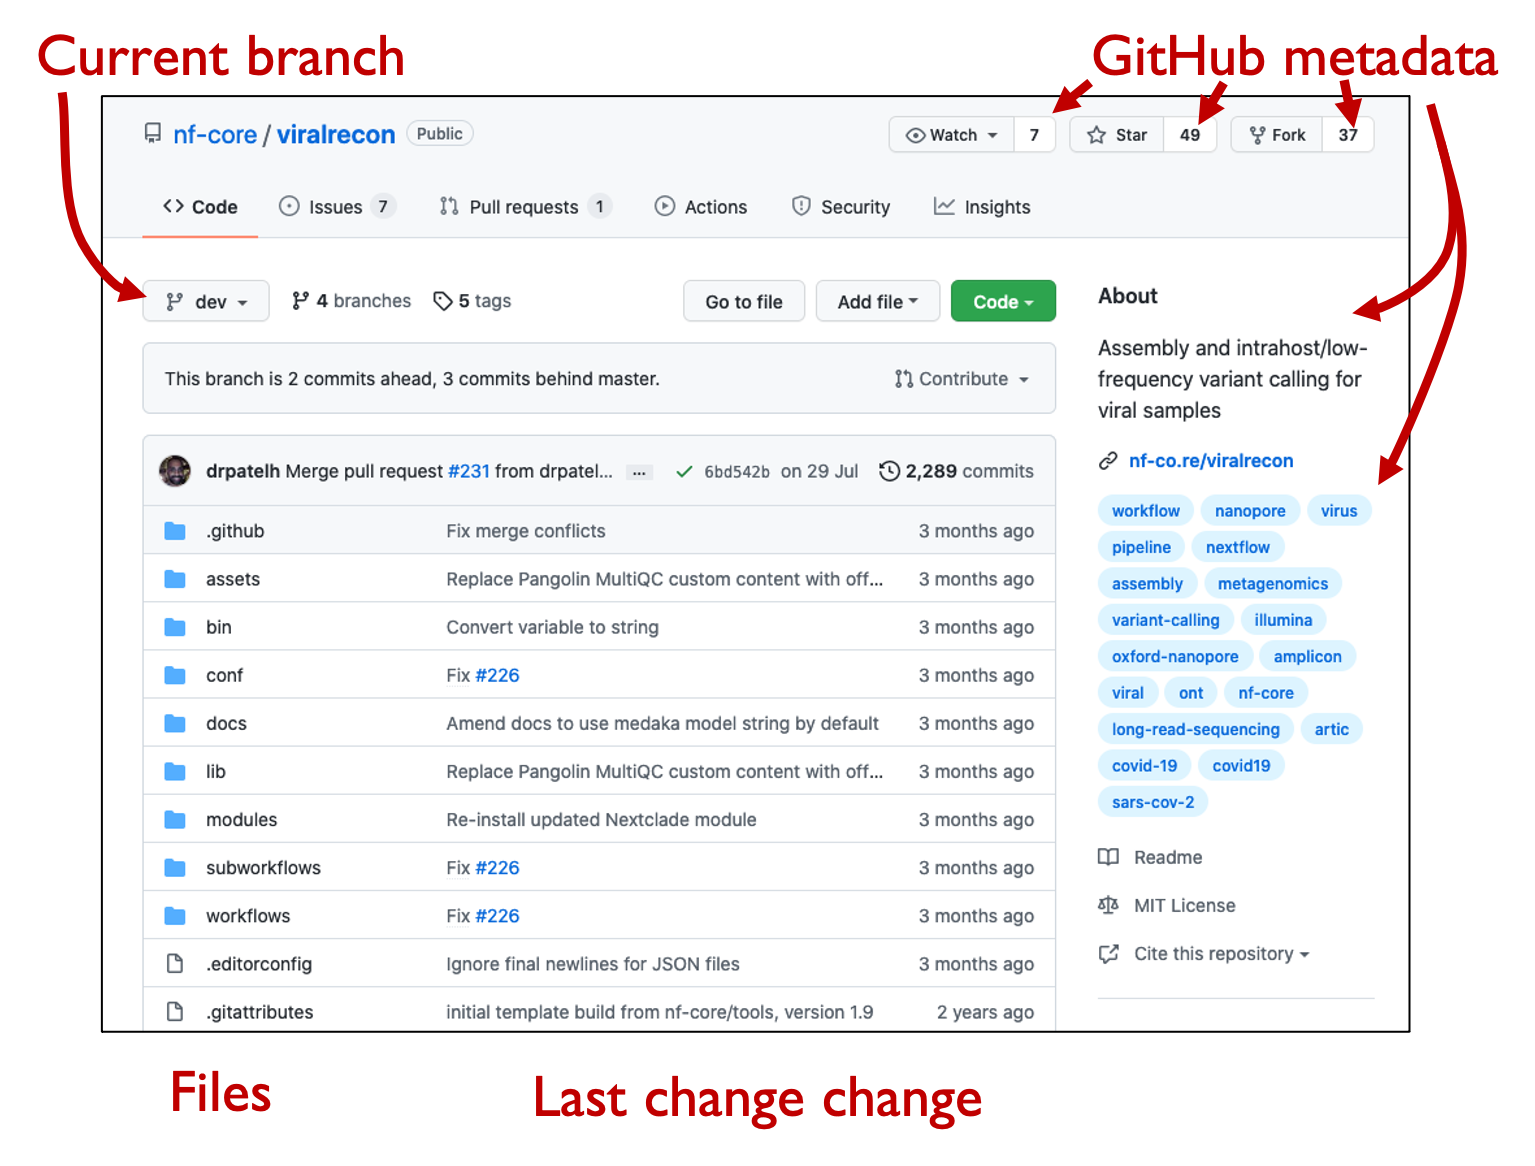 Current branch
GitHub metadata
nf-core / viralrecon Public
Watch 7
Star 49
Fork 37
Code
Issues 7
Pull requests 1
Actions
Security
Insights
dev
4 branches
5 tags
Go to file
Add file
Code
This branch is 2 commits ahead, 3 commits behind master.
Contribute
drpatelh Merge pull request #231 from drpatel... ... 6bd542b on 29 Jul 2,289 commits
.github Fix merge conflicts 3 months ago
assets Replace Pangolin MultiQC custom content with off... 3 months ago
bin Convert variable to string 3 months ago
conf Fix #226 3 months ago
docs Amend docs to use medaka model string by default 3 months ago
lib Replace Pangolin MultiQC custom content with off... 3 months ago
modules Re-install updated Nextclade module 3 months ago
subworkflows Fix #226 3 months ago
workflows Fix #226 3 months ago
.editorconfig Ignore final newlines for JSON files 3 months ago
.gitattributes initial template build from nf-core/tools, version 1.9 2 years ago
About
Assembly and intrahost/low-
frequency variant calling for
viral samples
nf-co.re/viralrecon
workflow nanopore virus
pipeline nextflow
assembly metagenomics
variant-calling illumina
oxford-nanopore amplicon
viral ont nf-core
long-read-sequencing artic
covid-19 covid19
sars-cov-2
Readme
MIT License
Cite this repository
Files
Last change change